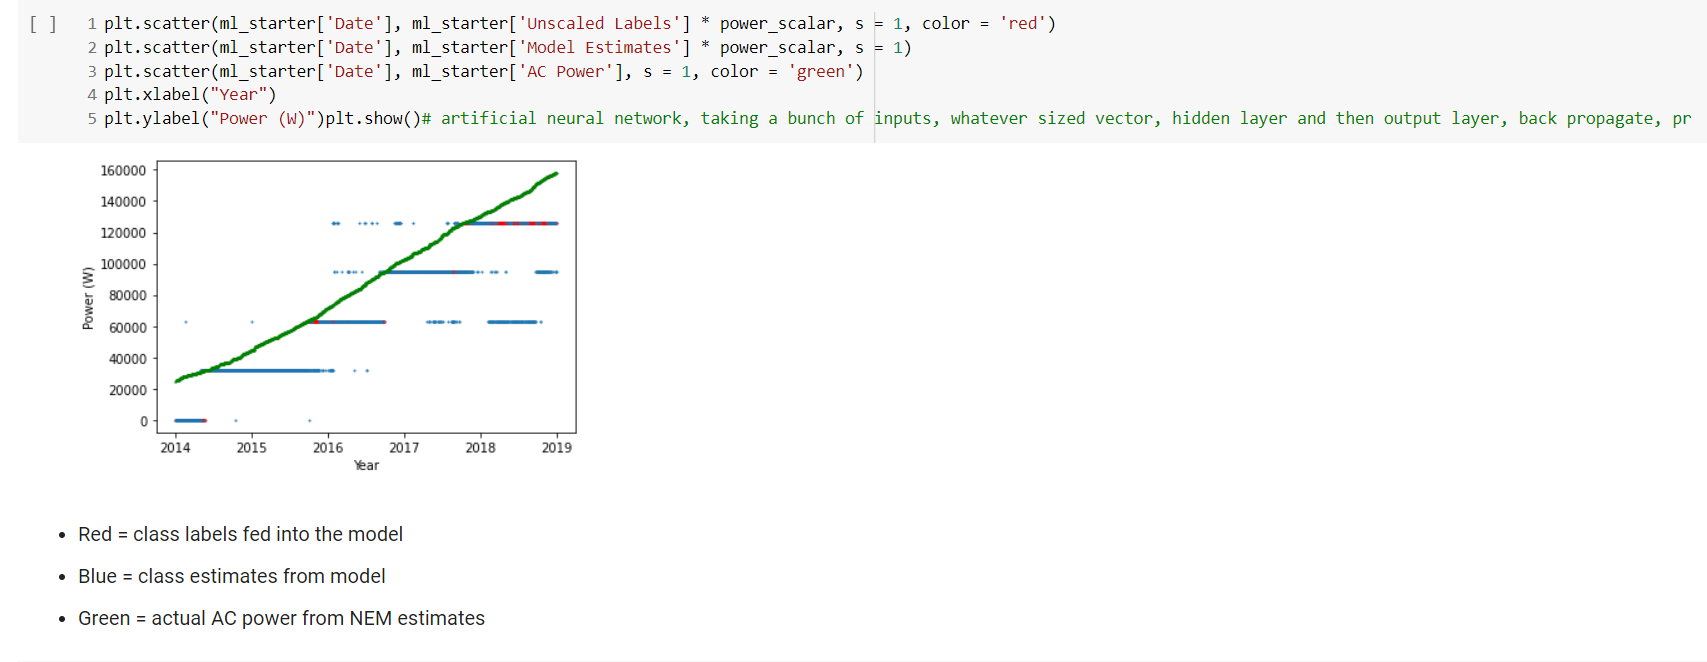 [ ] 1 plt.scatter(ml_starter['Date'], ml_starter['Unscaled Labels'] * power_scalar, s = 1, color = 'red')
2 plt.scatter(ml_starter['Date'], ml_starter['Model Estimates'] * power_scalar, s = 1)
3 plt.scatter(ml_starter['Date'], ml_starter['AC Power'], s = 1, color = 'green')
4 plt.xlabel("Year")
5 plt.ylabel("Power (W)")plt.show()# artificial neural network, taking a bunch of inputs, whatever sized vector, hidden layer and then output layer, back propagate, pr
160000
140000
120000
100000
80000
60000
40000
20000
0
Power (W)
2014 2015 2016 2017 2018 2019
Year
• Red = class labels fed into the model
• Blue = class estimates from model
• Green = actual AC power from NEM estimates